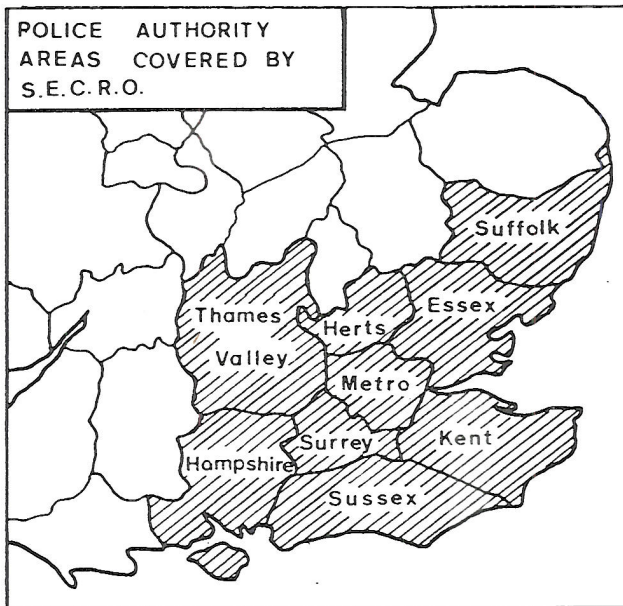 POLICE AUTHORITY
AREAS COVERED BY
S.E.C.R.O.
Suffolk
Thames
Valley
Herts
Essex
Metro
Surrey
Kent
Hampshire
Sussex